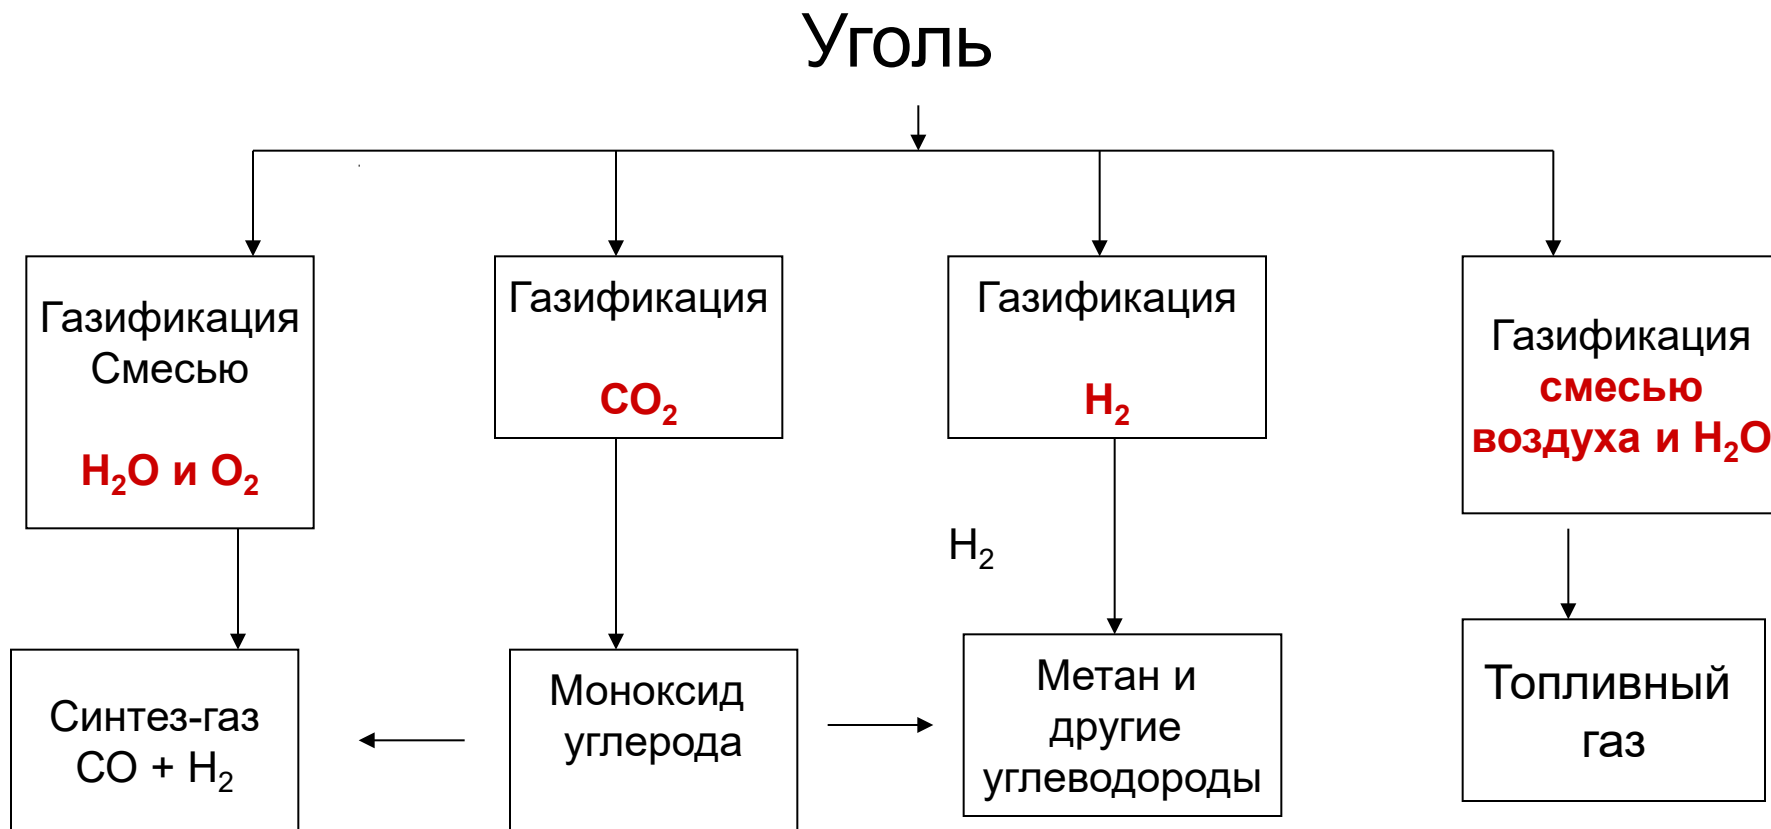 Уголь
Газификация
Смесью
H₂O и O₂
Газификация
CO₂
Газификация
H₂
Газификация
смесью
воздуха и H₂O
H₂
Синтез-газ
CO + H₂
Моноксид
углерода
Метан и
другие
углеводороды
Топливный
газ